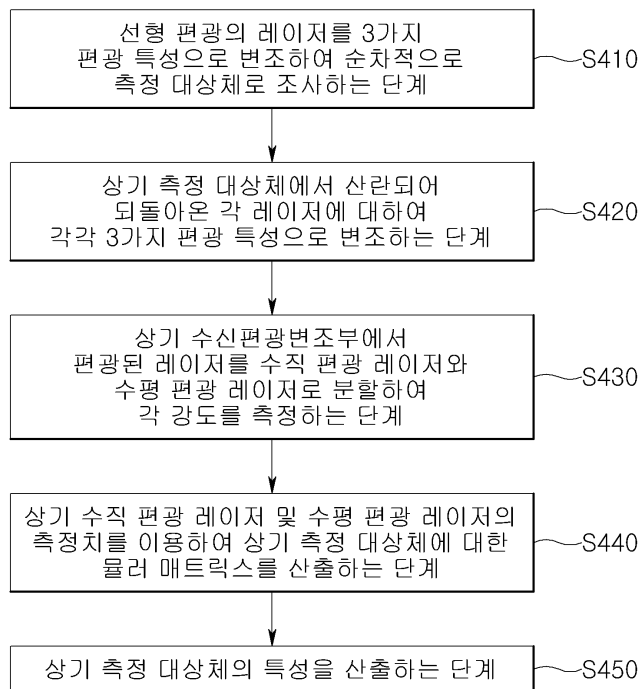 선형 편광의 레이저를 3가지
편광 특성으로 변조하여 순차적으로
측정 대상체로 조사하는 단계
S410
상기 측정 대상체에서 산란되어
되돌아온 각 레이저에 대하여
각각 3가지 편광 특성으로 변조하는 단계
S420
상기 수신편광변조부에서
편광된 레이저를 수직 편광 레이저와
수평 편광 레이저로 분할하여
각 강도를 측정하는 단계
S430
상기 수직 편광 레이저 및 수평 편광 레이저의
측정치를 이용하여 상기 측정 대상체에 대한
뮬러 매트릭스를 산출하는 단계
S440
상기 측정 대상체의 특성을 산출하는 단계
S450